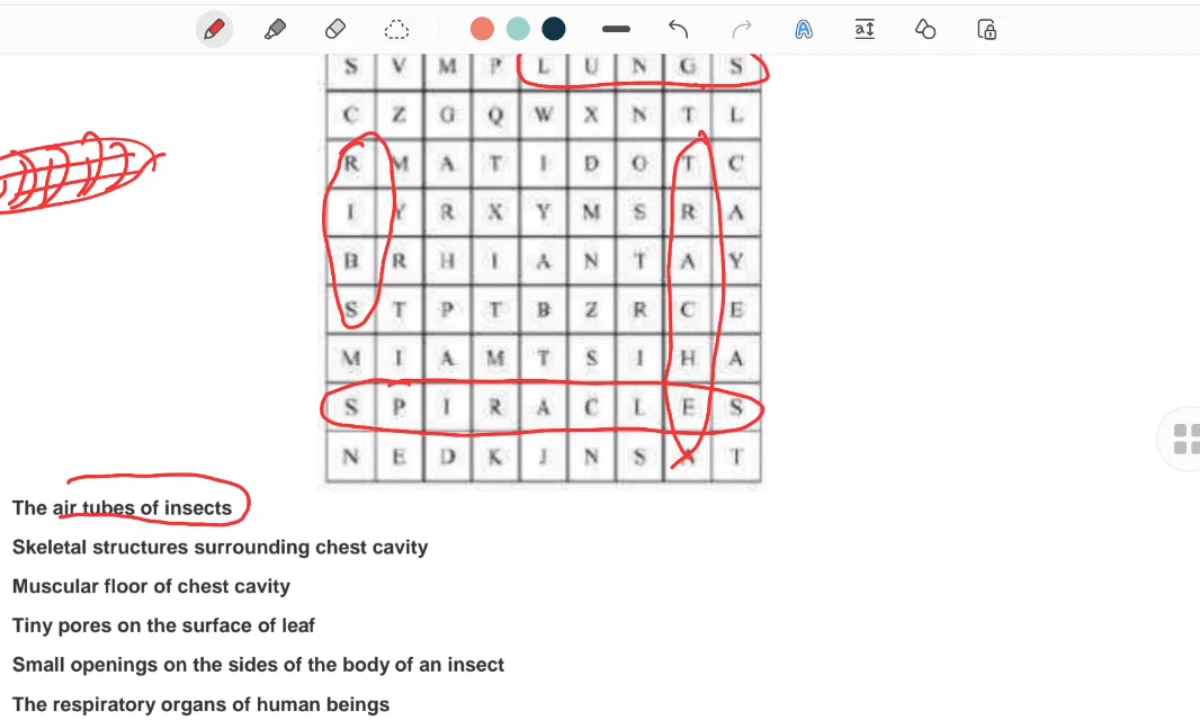 S V M P L U N G S
C Z G Q W X N T L
R M A T I D O T C
I Y R X Y M S R A
B R H I A N T A Y
S T P T B Z R C E
M I A M T S I H A
S P I R A C L E S
N E D K J N S A T
The air tubes of insects
Skeletal structures surrounding chest cavity
Muscular floor of chest cavity
Tiny pores on the surface of leaf
Small openings on the sides of the body of an insect
The respiratory organs of human beings